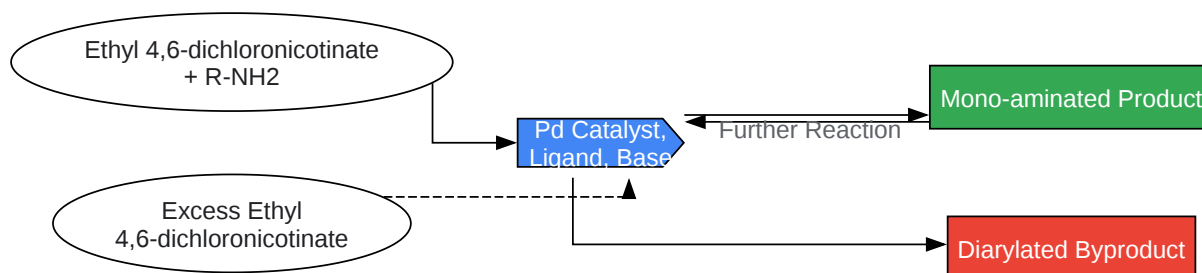 Ethyl 4,6-dichloronicotinate
+ R-NH2
Pd Catalyst,
Ligand, Base
Mono-aminated Product
Further Reaction
Excess Ethyl
4,6-dichloronicotinate
Diarylated Byproduct